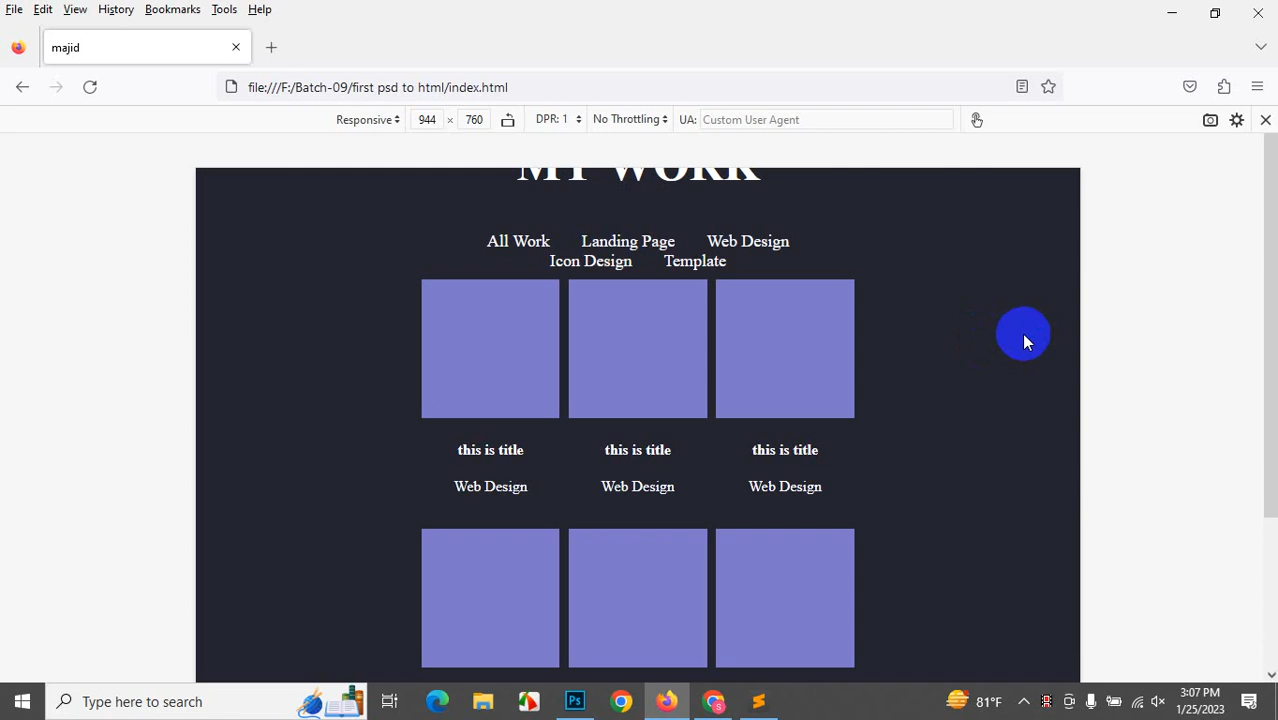 File Edit View History Bookmarks Tools Help
majid
file:///F:/Batch-09/first psd to html/index.html
Responsive 944 × 760 DPR: 1 No Throttling UA: Custom User Agent
MY WORK
All Work Landing Page Web Design
Icon Design Template
this is title this is title this is title
Web Design Web Design Web Design
Type here to search
Ps
S
81°F
3:07 PM
1/25/2023